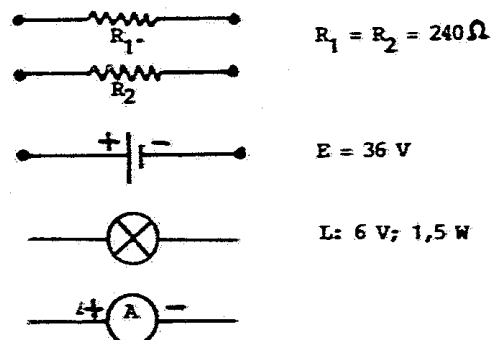 R1 R1 = R2 = 240 Ω
R2
+ − E = 36 V
L: 6 V; 1,5 W
+ A −